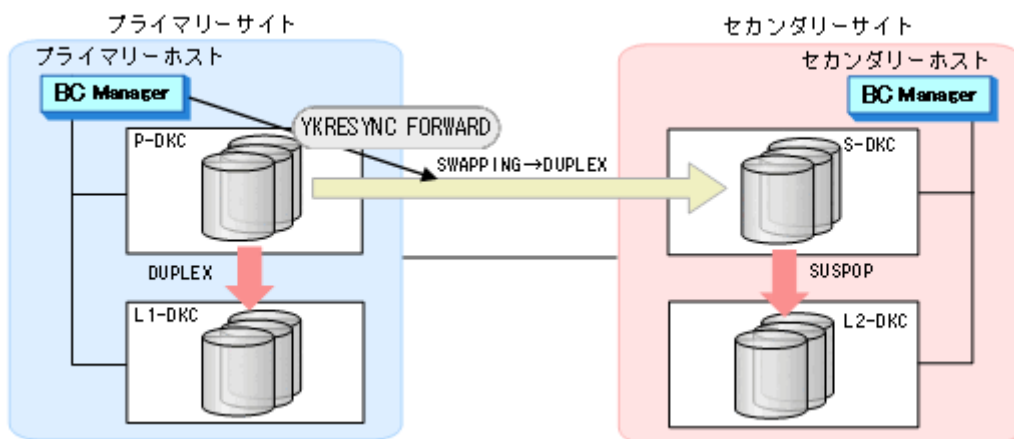 プライマリーサイト
セカンダリーサイト
プライマリーホスト
セカンダリーホスト
BC Manager
BC Manager
YKRESYNC FORWARD
P-DKC
S-DKC
SWAPPING→DUPLEX
DUPLEX
SUSPOP
L1-DKC
L2-DKC